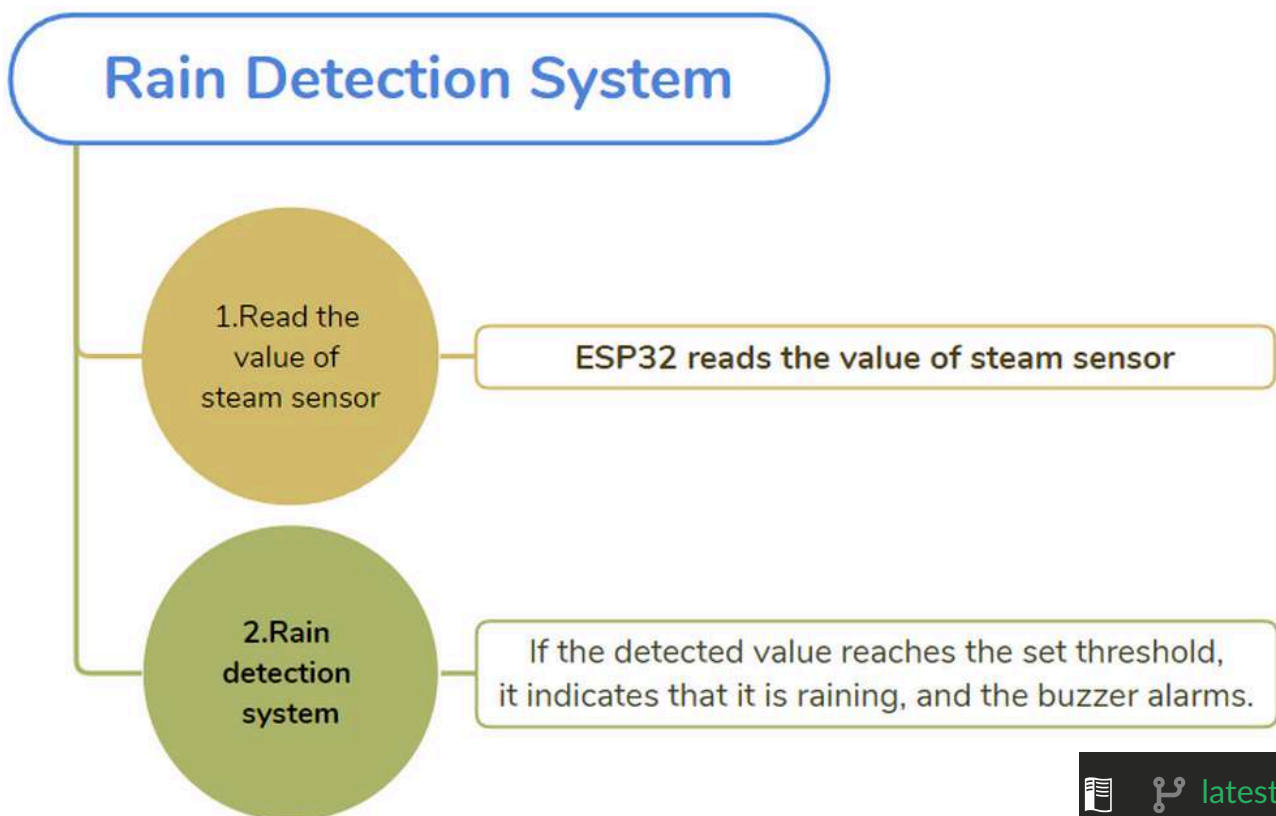 Rain Detection System
1.Read the
value of
steam sensor
ESP32 reads the value of steam sensor
2.Rain
detection
system
If the detected value reaches the set threshold,
it indicates that it is raining, and the buzzer alarms.
latest